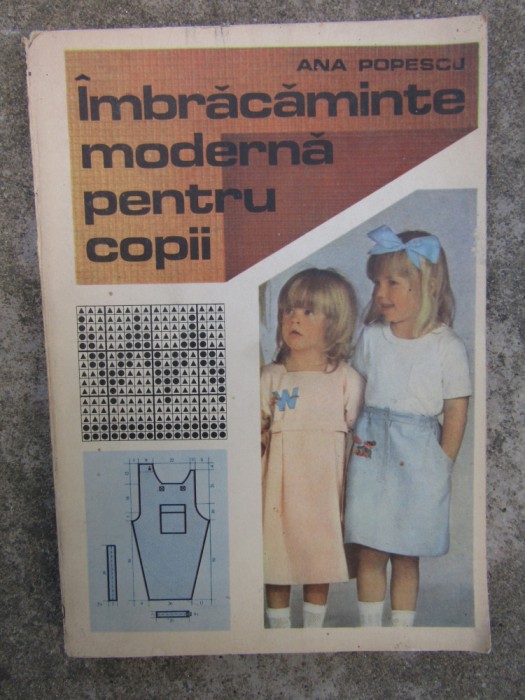 ANA POPESCU
Îmbrăcăminte
modernă
pentru
copii
W